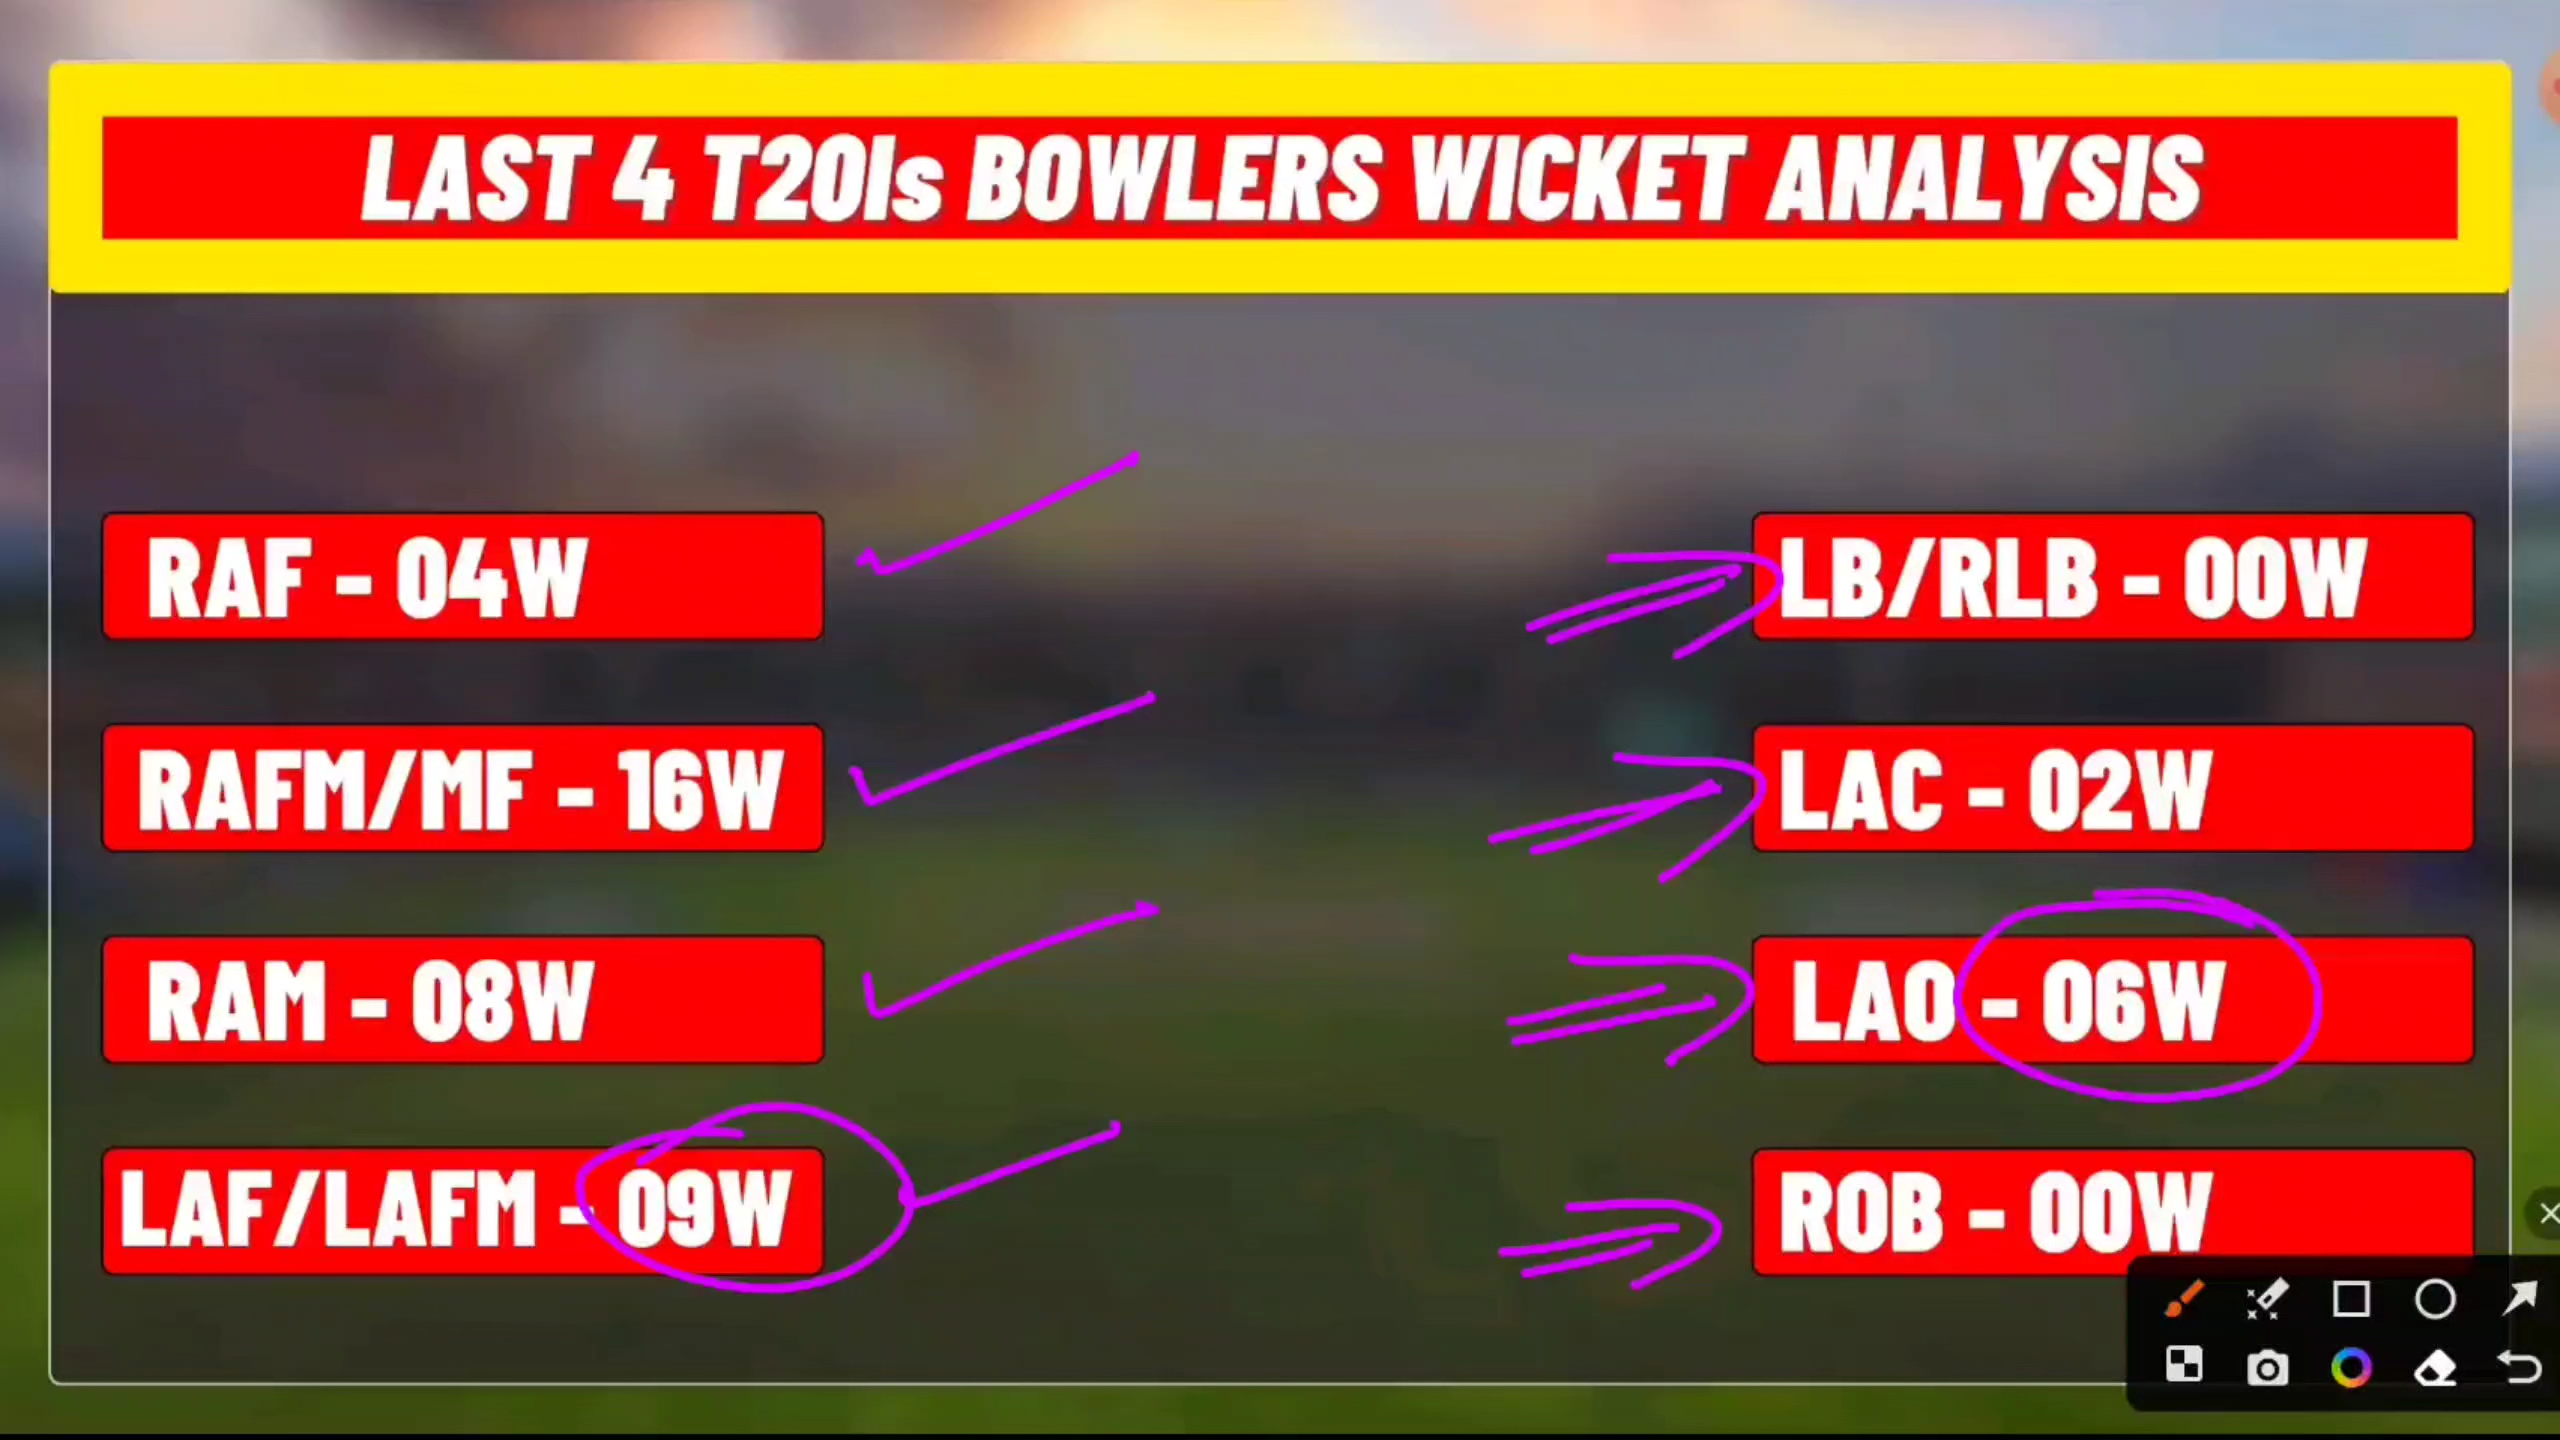 LAST 4 T20Is BOWLERS WICKET ANALYSIS
RAF - 04W
RAFM/MF - 16W
RAM - 08W
LAF/LAFM - 09W
LB/RLB - 00W
LAC - 02W
LAO - 06W
ROB - 00W